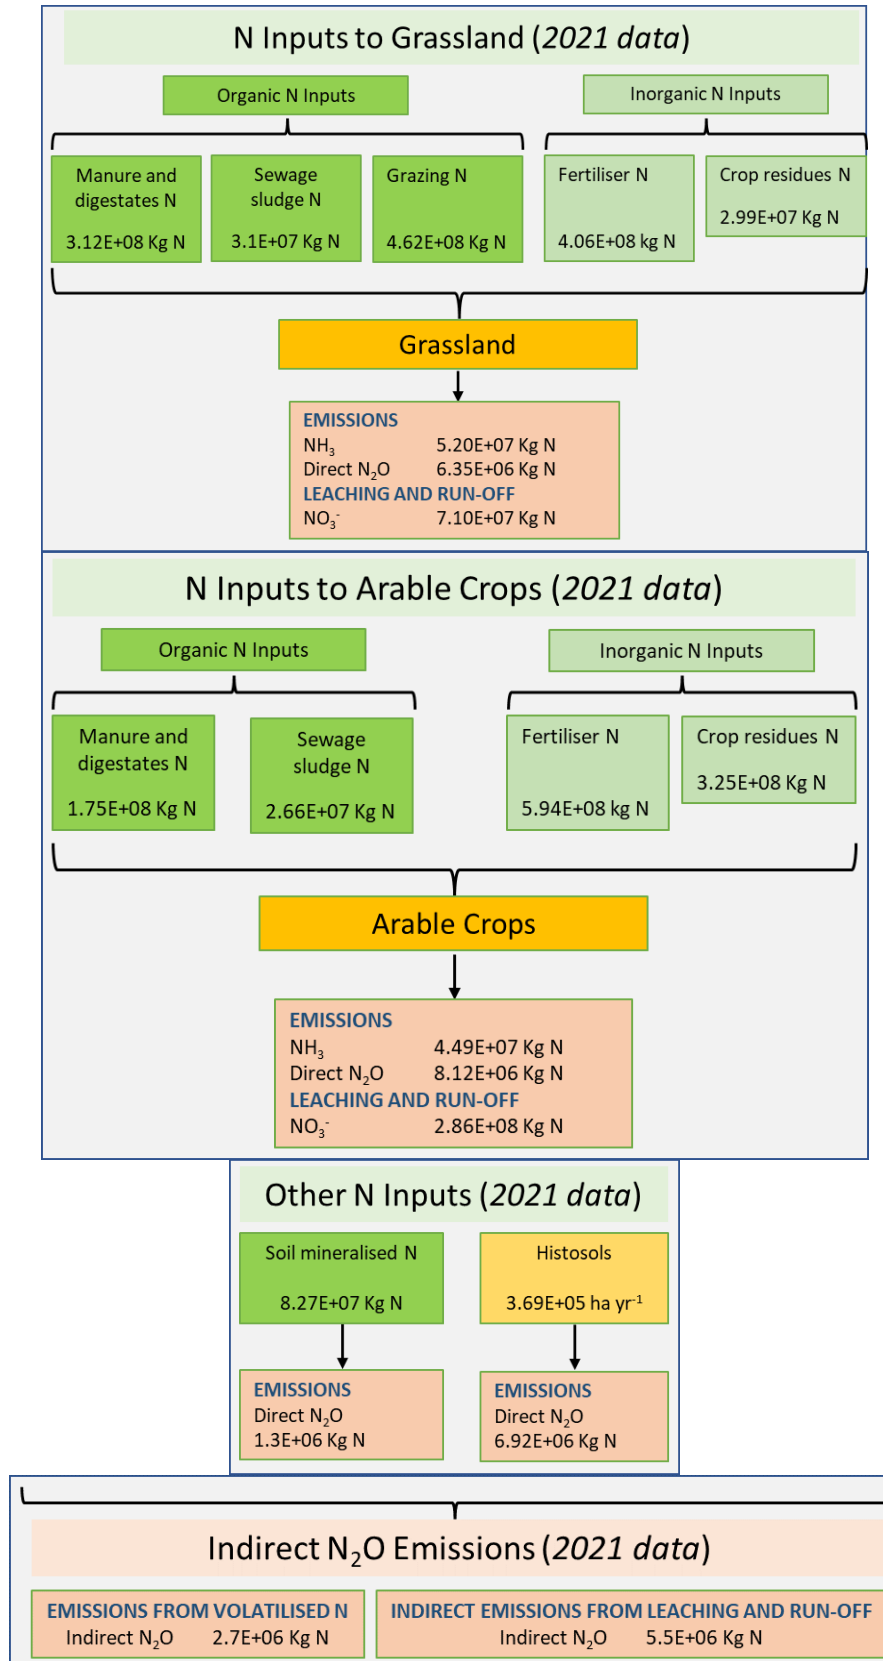 N Inputs to Grassland (2021 data)
Organic N Inputs
Inorganic N Inputs
Manure and
digestates N
3.12E+08 Kg N
Sewage
sludge N
3.1E+07 Kg N
Grazing N
4.62E+08 Kg N
Fertiliser N
4.06E+08 kg N
Crop residues N
2.99E+07 Kg N
Grassland
EMISSIONS
NH₃ 5.20E+07 Kg N
Direct N₂O 6.35E+06 Kg N
LEACHING AND RUN-OFF
NO₃⁻ 7.10E+07 Kg N
N Inputs to Arable Crops (2021 data)
Organic N Inputs
Inorganic N Inputs
Manure and
digestates N
1.75E+08 Kg N
Sewage
sludge N
2.66E+07 Kg N
Fertiliser N
5.94E+08 kg N
Crop residues N
3.25E+08 Kg N
Arable Crops
EMISSIONS
NH₃ 4.49E+07 Kg N
Direct N₂O 8.12E+06 Kg N
LEACHING AND RUN-OFF
NO₃⁻ 2.86E+08 Kg N
Other N Inputs (2021 data)
Soil mineralised N
8.27E+07 Kg N
Histosols
3.69E+05 ha yr⁻¹
EMISSIONS
Direct N₂O
1.3E+06 Kg N
EMISSIONS
Direct N₂O
6.92E+06 Kg N
Indirect N₂O Emissions (2021 data)
EMISSIONS FROM VOLATILISED N
Indirect N₂O 2.7E+06 Kg N
INDIRECT EMISSIONS FROM LEACHING AND RUN-OFF
Indirect N₂O 5.5E+06 Kg N